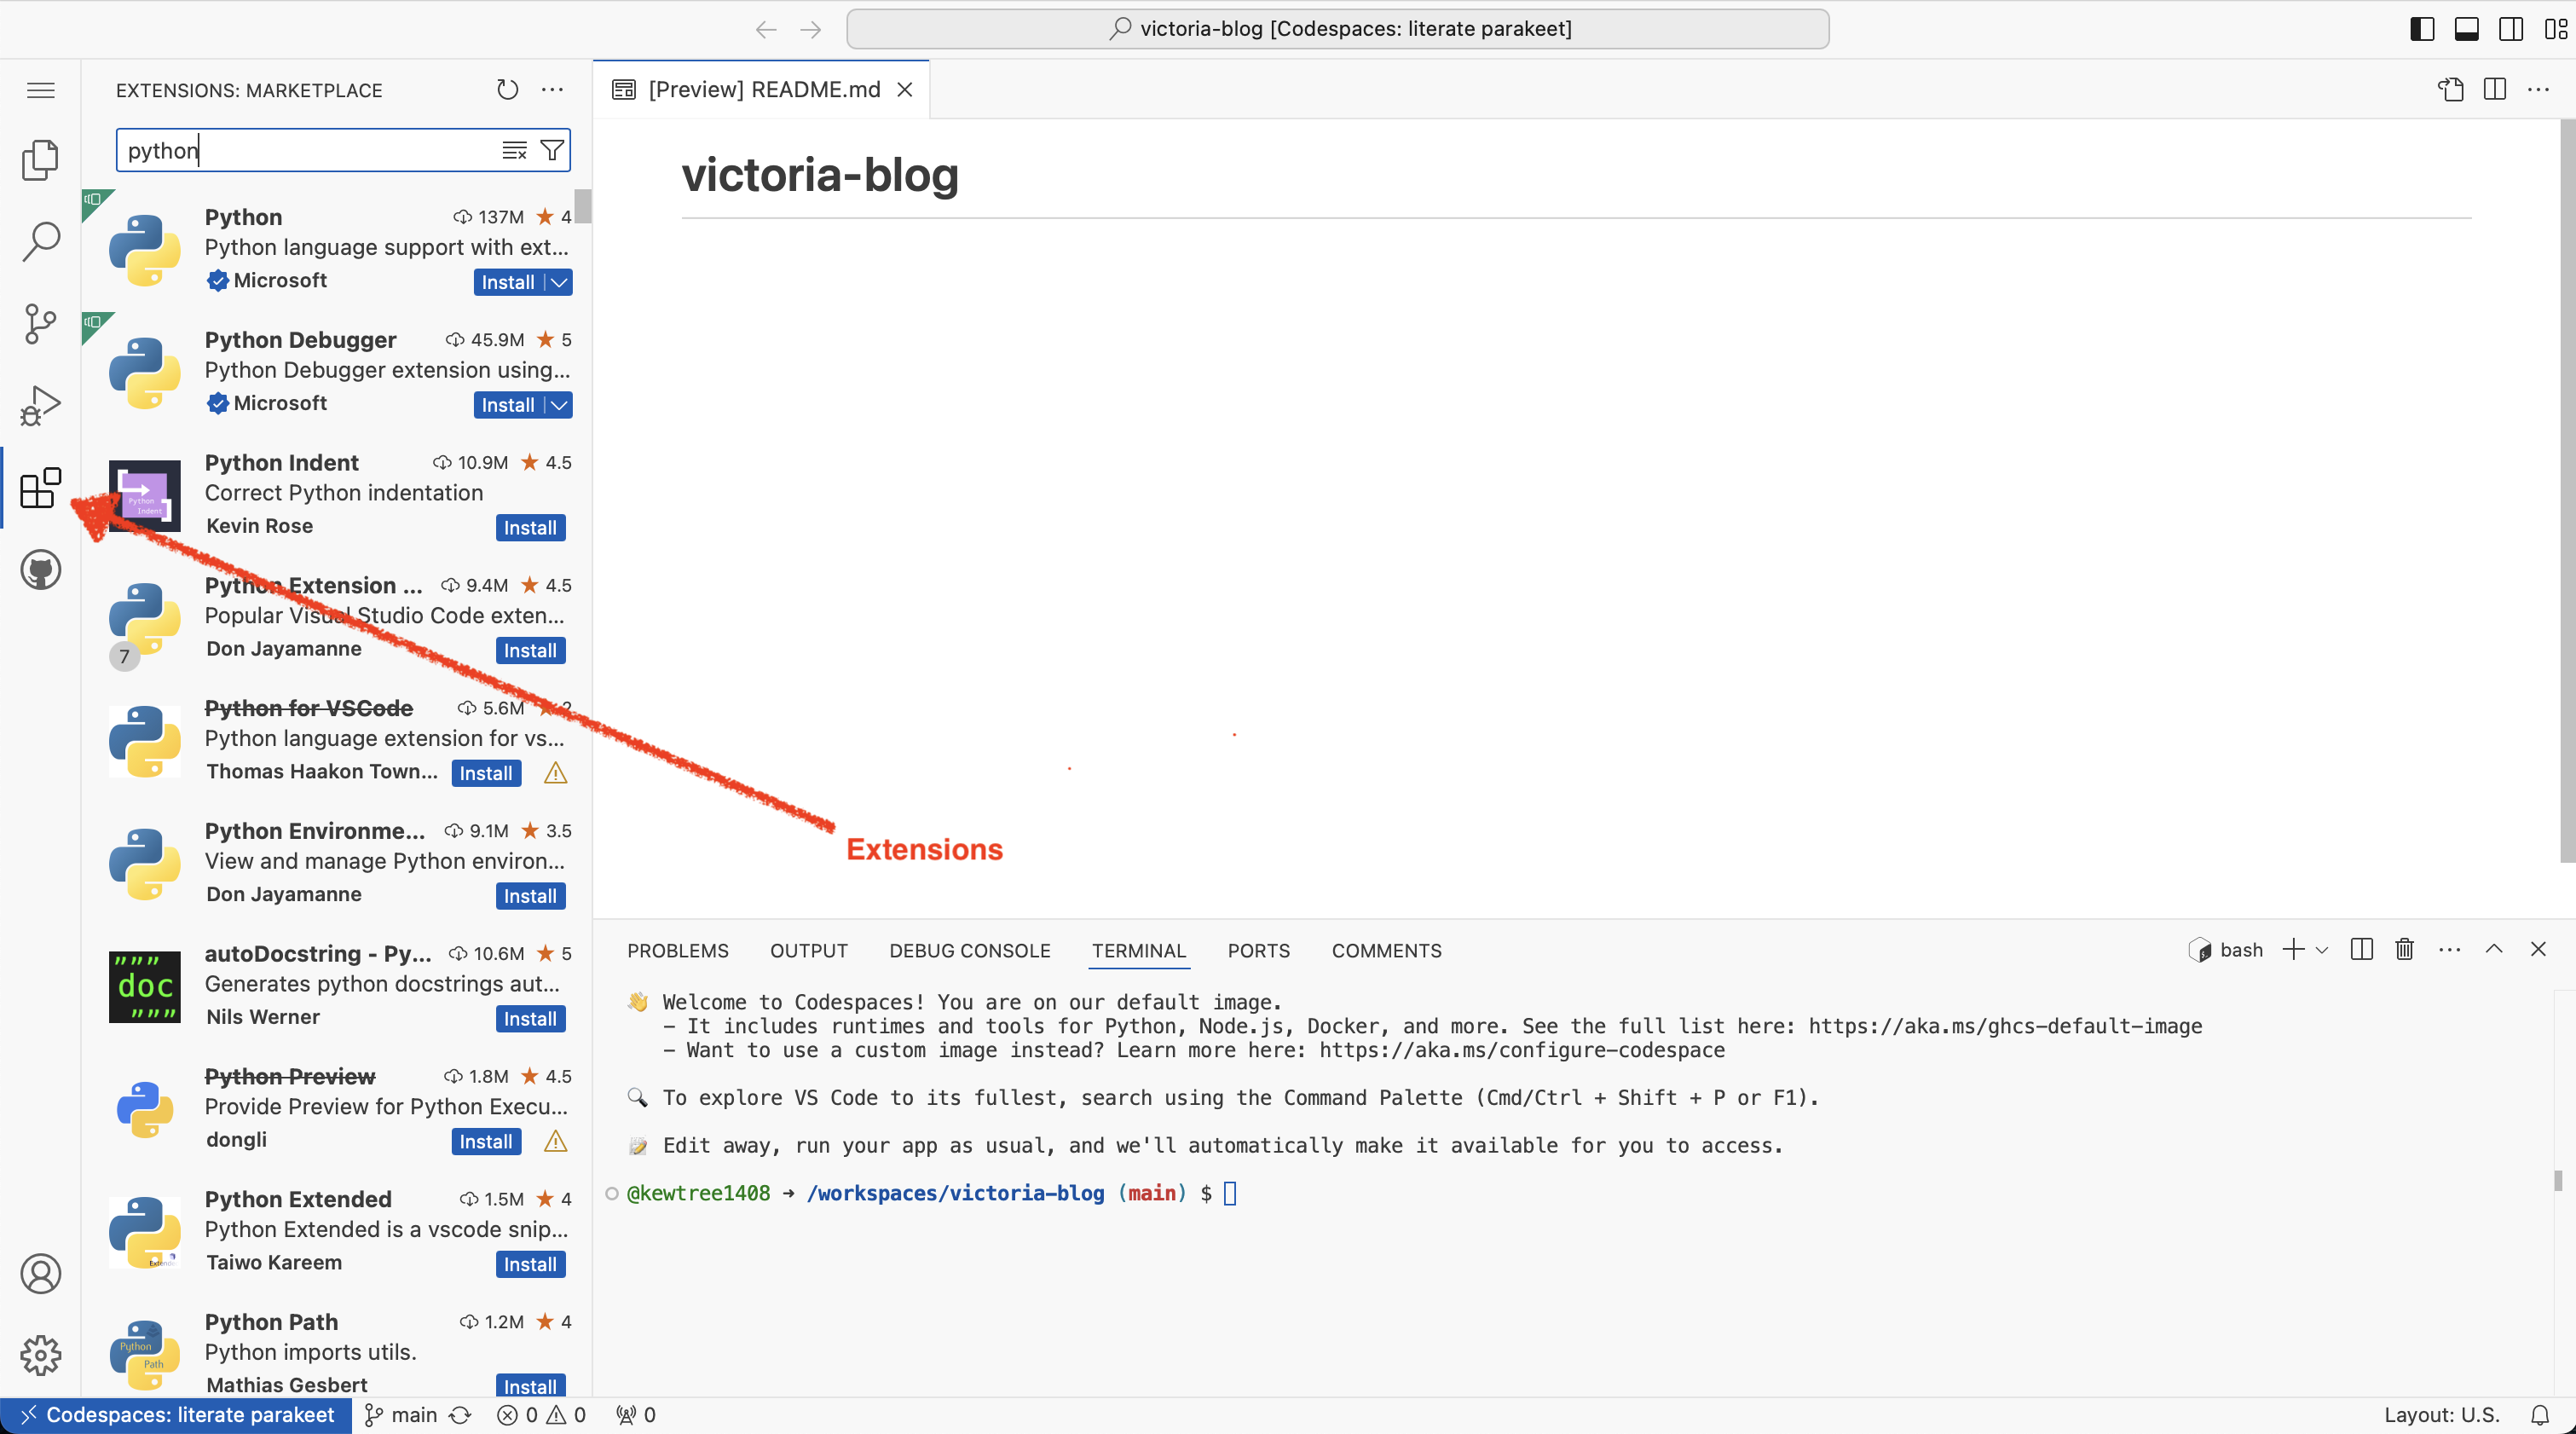 victoria-blog [Codespaces: literate parakeet]
EXTENSIONS: MARKETPLACE
python
Python 137M 4
Python language support with ext...
Microsoft Install
Python Debugger 45.9M 5
Python Debugger extension using...
Microsoft Install
Python Indent 10.9M 4.5
Correct Python indentation
Kevin Rose Install
Python Indent
Python Extension ... 9.4M 4.5
Popular Visual Studio Code exten...
Don Jayamanne Install
7
Python for VSCode 5.6M 2
Python language extension for vs...
Thomas Haakon Town... Install
Python Environme... 9.1M 3.5
View and manage Python environ...
Don Jayamanne Install
autoDocstring - Py... 10.6M 5
Generates python docstrings aut...
Nils Werner Install
"""
doc
"""
Python Preview 1.8M 4.5
Provide Preview for Python Execu...
dongli Install
Python Extended 1.5M 4
Python Extended is a vscode snip...
Taiwo Kareem Install
Python Path 1.2M 4
Python imports utils.
Mathias Gesbert Install
Python
Path
[Preview] README.md
victoria-blog
Extensions
PROBLEMS OUTPUT DEBUG CONSOLE TERMINAL PORTS COMMENTS
bash
👋 Welcome to Codespaces! You are on our default image.
- It includes runtimes and tools for Python, Node.js, Docker, and more. See the full list here: https://aka.ms/ghcs-default-image
- Want to use a custom image instead? Learn more here: https://aka.ms/configure-codespace
🔍 To explore VS Code to its fullest, search using the Command Palette (Cmd/Ctrl + Shift + P or F1).
📝 Edit away, run your app as usual, and we'll automatically make it available for you to access.
@kewtree1408 → /workspaces/victoria-blog (main) $
Codespaces: literate parakeet main 0 0 0
Layout: U.S.